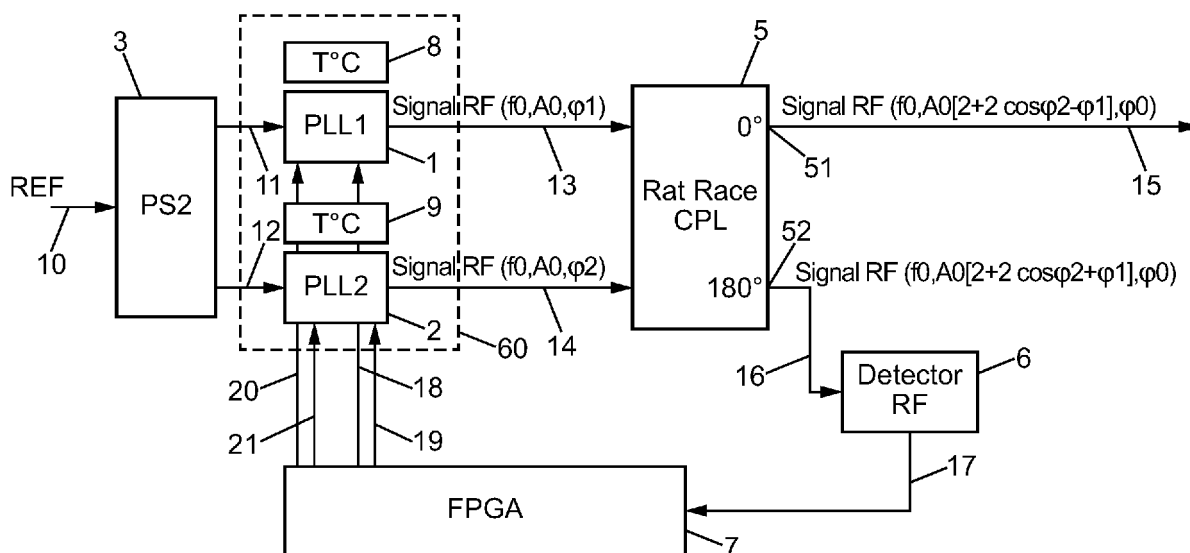 3
T°C
8
5
PLL1
Signal RF (f0,A0,φ1)
Signal RF (f0,A0[2+2 cosφ2-φ1],φ0)
0°
11
1
13
51
15
REF
PS2
T°C
9
Rat Race
CPL
10
12
52
PLL2
Signal RF (f0,A0,φ2)
180°
Signal RF (f0,A0[2+2 cosφ2+φ1],φ0)
2
60
14
16
Detector
RF
6
20
18
21
19
17
FPGA
7